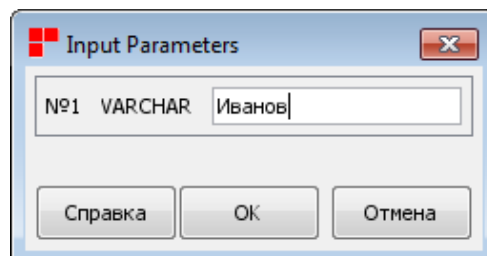 Input Parameters
№1 VARCHAR Иванов
Справка OK Отмена